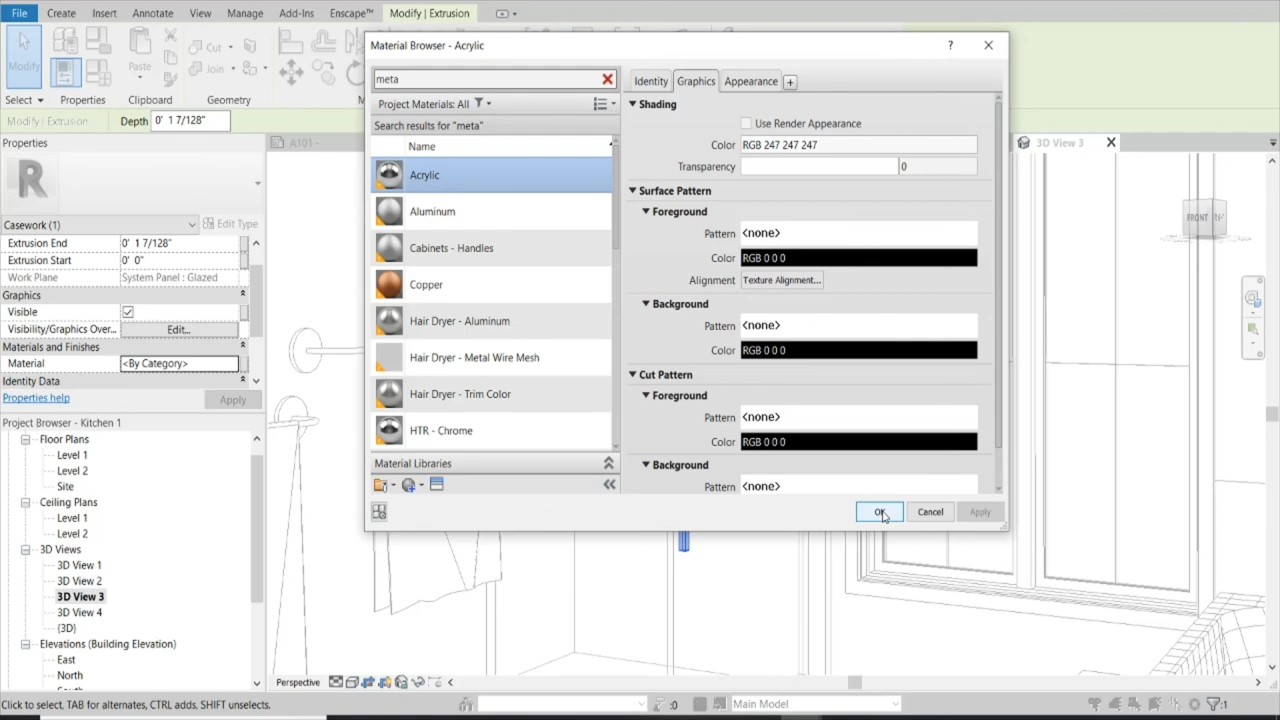 File Create Insert Annotate View Manage Add-Ins Enscape™ Modify | Extrusion
Modify
Paste
Cut
Join
Select Properties Clipboard Geometry
Modify | Extrusion Depth 0' 1 7/128"
Properties
R
Casework (1) Edit Type
Extrusion End 0' 1 7/128"
Extrusion Start 0' 0"
Work Plane System Panel : Glazed
Graphics
Visible
Visibility/Graphics Over... Edit...
Materials and Finishes
Material <By Category>
Identity Data
Properties help Apply
Project Browser - Kitchen 1
Floor Plans
Level 1
Level 2
Site
Ceiling Plans
Level 1
Level 2
3D Views
3D View 1
3D View 2
3D View 3
3D View 4
{3D}
Elevations (Building Elevation)
East
North
A101 -
3D View 3
FRONT
Material Browser - Acrylic ?
meta
Project Materials: All
Search results for "meta"
Name
Acrylic
Aluminum
Cabinets - Handles
Copper
Hair Dryer - Aluminum
Hair Dryer - Metal Wire Mesh
Hair Dryer - Trim Color
HTR - Chrome
Material Libraries
Identity Graphics Appearance
Shading
Use Render Appearance
Color RGB 247 247 247
Transparency 0
Surface Pattern
Foreground
Pattern <none>
Color RGB 0 0 0
Alignment Texture Alignment...
Background
Pattern <none>
Color RGB 0 0 0
Cut Pattern
Foreground
Pattern <none>
Color RGB 0 0 0
Background
Pattern <none>
OK Cancel Apply
Perspective
Click to select, TAB for alternates, CTRL adds, SHIFT unselects. :0 Main Model :1